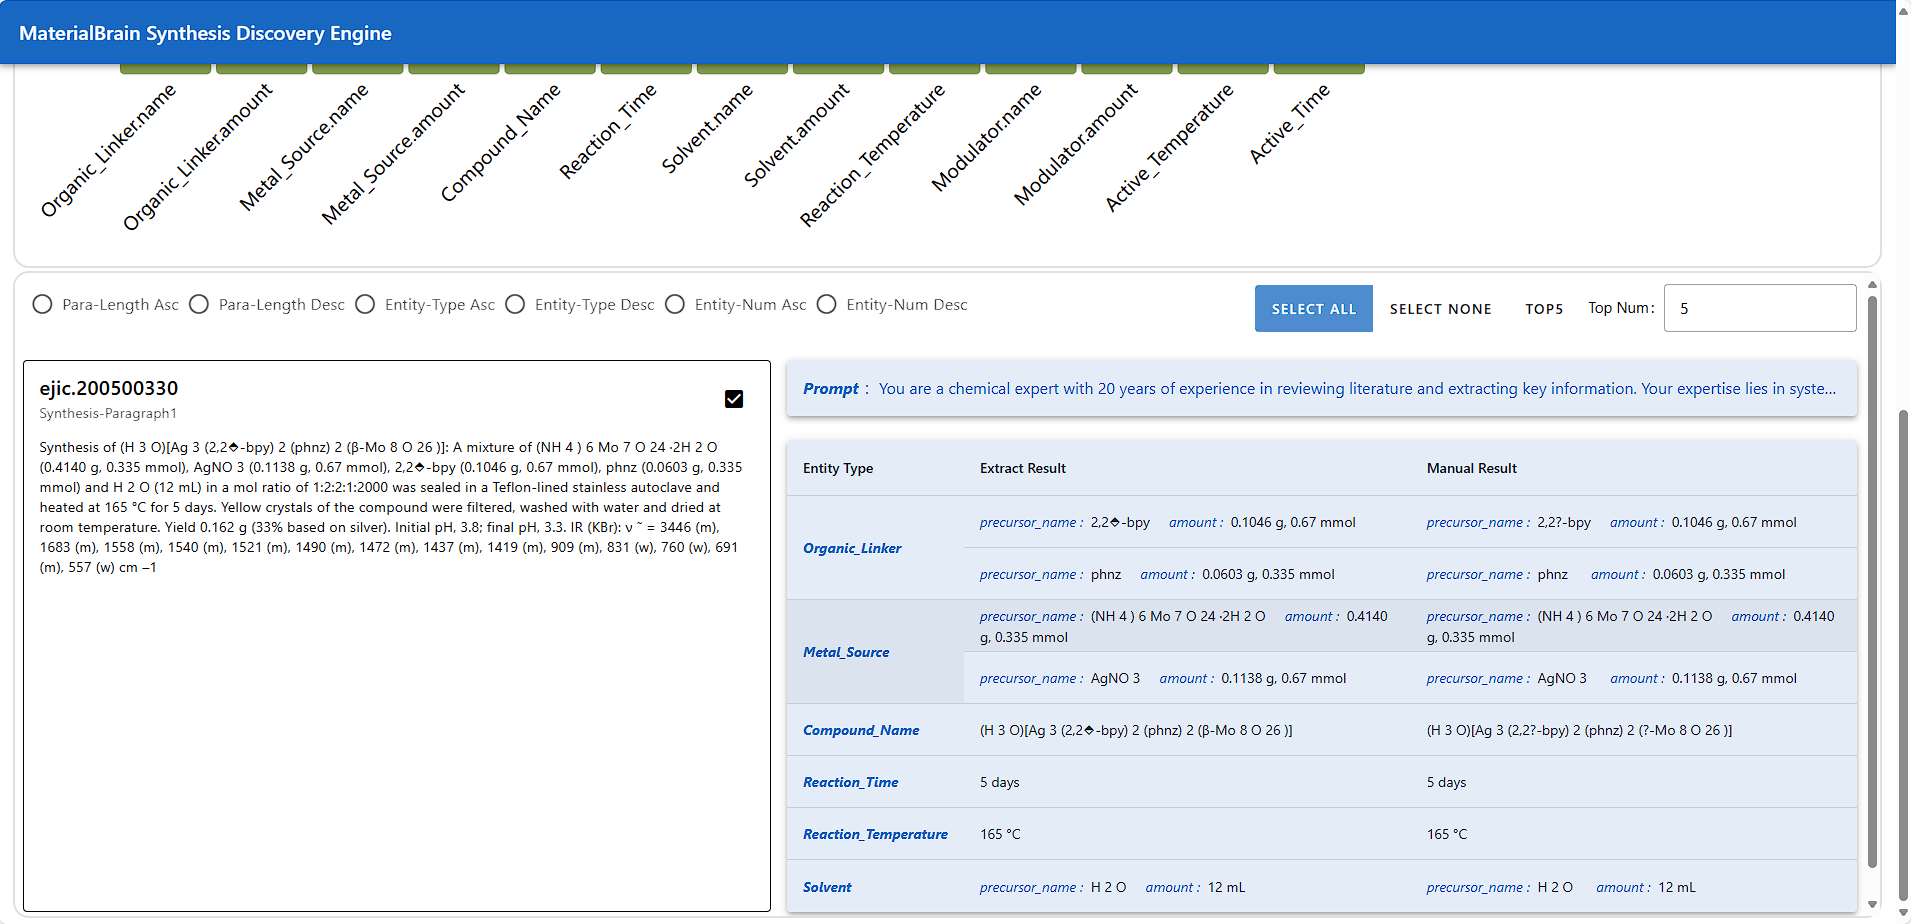 MaterialBrain Synthesis Discovery Engine
Organic_Linker.name
Organic_Linker.amount
Metal_Source.name
Metal_Source.amount
Compound_Name
Reaction_Time
Solvent.name
Solvent.amount
Reaction_Temperature
Modulator.name
Modulator.amount
Active_Temperature
Active_Time
Para-Length Asc Para-Length Desc Entity-Type Asc Entity-Type Desc Entity-Num Asc Entity-Num Desc
SELECT ALL SELECT NONE TOP5 Top Num: 5
ejic.200500330
Synthesis-Paragraph1
Synthesis of (H 3 O)[Ag 3 (2,2⬘-bpy) 2 (phnz) 2 (β-Mo 8 O 26 )]: A mixture of (NH 4 ) 6 Mo 7 O 24 ·2H 2 O
(0.4140 g, 0.335 mmol), AgNO 3 (0.1138 g, 0.67 mmol), 2,2⬘-bpy (0.1046 g, 0.67 mmol), phnz (0.0603 g, 0.335
mmol) and H 2 O (12 mL) in a mol ratio of 1:2:2:1:2000 was sealed in a Teflon-lined stainless autoclave and
heated at 165 °C for 5 days. Yellow crystals of the compound were filtered, washed with water and dried at
room temperature. Yield 0.162 g (33% based on silver). Initial pH, 3.8; final pH, 3.3. IR (KBr): ν ˜ = 3446 (m),
1683 (m), 1558 (m), 1540 (m), 1521 (m), 1490 (m), 1472 (m), 1437 (m), 1419 (m), 909 (m), 831 (w), 760 (w), 691
(m), 557 (w) cm –1
Prompt : You are a chemical expert with 20 years of experience in reviewing literature and extracting key information. Your expertise lies in syste...
Entity Type Extract Result Manual Result
Organic_Linker
precursor_name : 2,2⬘-bpy amount : 0.1046 g, 0.67 mmol precursor_name : 2,2?-bpy amount : 0.1046 g, 0.67 mmol
precursor_name : phnz amount : 0.0603 g, 0.335 mmol precursor_name : phnz amount : 0.0603 g, 0.335 mmol
Metal_Source
precursor_name : (NH 4 ) 6 Mo 7 O 24 ·2H 2 O amount : 0.4140
g, 0.335 mmol
precursor_name : (NH 4 ) 6 Mo 7 O 24 ·2H 2 O amount : 0.4140
g, 0.335 mmol
precursor_name : AgNO 3 amount : 0.1138 g, 0.67 mmol precursor_name : AgNO 3 amount : 0.1138 g, 0.67 mmol
Compound_Name (H 3 O)[Ag 3 (2,2⬘-bpy) 2 (phnz) 2 (β-Mo 8 O 26 )] (H 3 O)[Ag 3 (2,2?-bpy) 2 (phnz) 2 (?-Mo 8 O 26 )]
Reaction_Time 5 days 5 days
Reaction_Temperature 165 °C 165 °C
Solvent precursor_name : H 2 O amount : 12 mL precursor_name : H 2 O amount : 12 mL